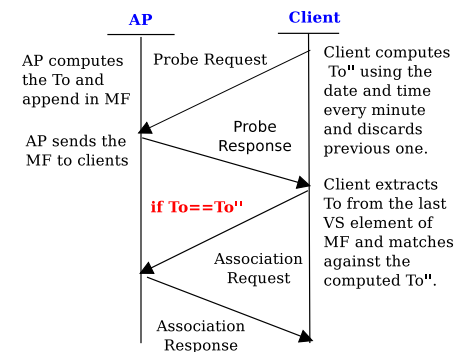 AP
Client
AP computes
the To and
append in MF
Probe Request
Client computes
To" using the
date and time
every minute
and discards
previous one.
AP sends the
MF to clients
Probe
Response
Client extracts
To from the last
VS element of
MF and matches
against the
computed To".
if To==To"
Association
Request
Association
Response